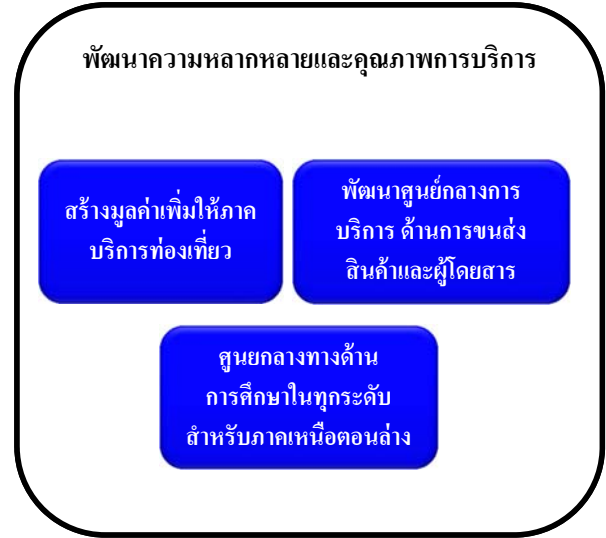 พัฒนาความหลากหลายและคุณภาพการบริการ
สร้างมูลค่าเพิ่มให้ภาค
บริการท่องเที่ยว
พัฒนาศูนย์กลางการ
บริการ ด้านการขนส่ง
สินค้าและผู้โดยสาร
ศูนยกลางทางด้าน
การศึกษาในทุกระดับ
สำหรับภาคเหนือตอนล่าง